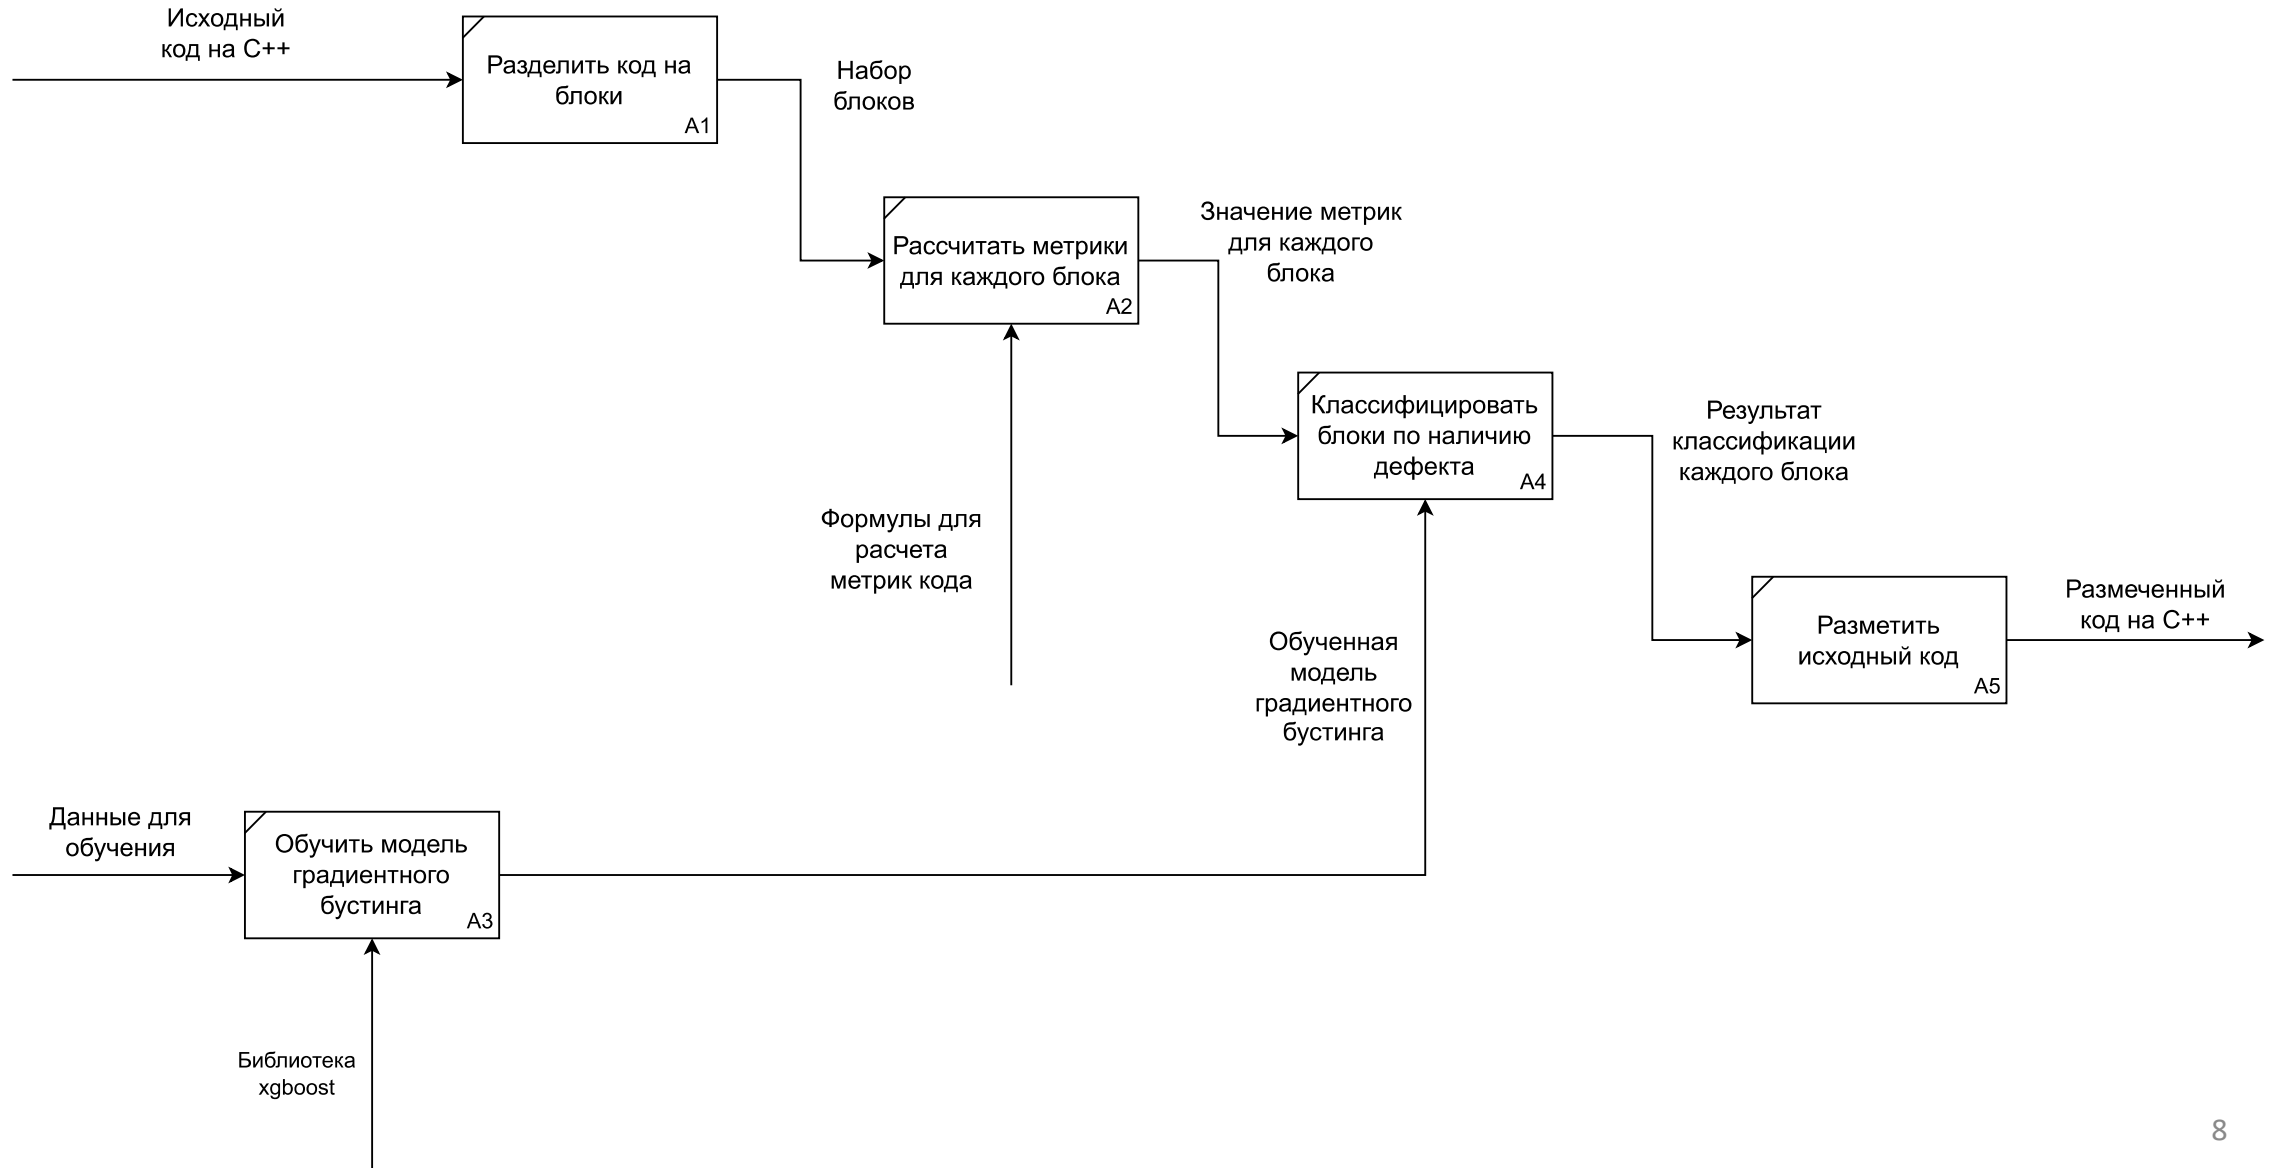 Исходный
код на C++
Разделить код на
блоки
A1
Набор
блоков
Рассчитать метрики
для каждого блока
A2
Значение метрик
для каждого
блока
Классифицировать
блоки по наличию
дефекта
A4
Результат
классификации
каждого блока
Формулы для
расчета
метрик кода
Обученная
модель
градиентного
бустинга
Разметить
исходный код
A5
Размеченный
код на C++
Данные для
обучения
Обучить модель
градиентного
бустинга
A3
Библиотека
xgboost
8